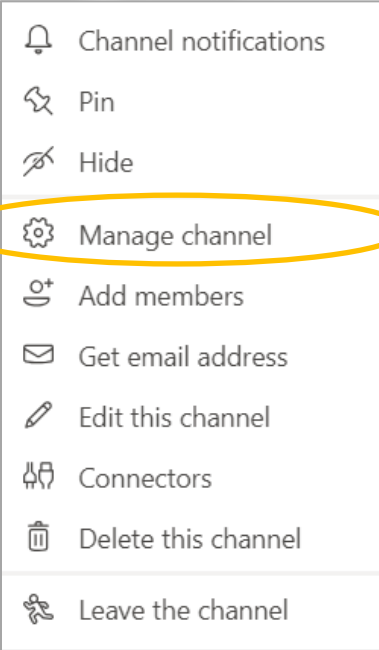 Channel notifications
Pin
Hide
Manage channel
Add members
Get email address
Edit this channel
Connectors
Delete this channel
Leave the channel